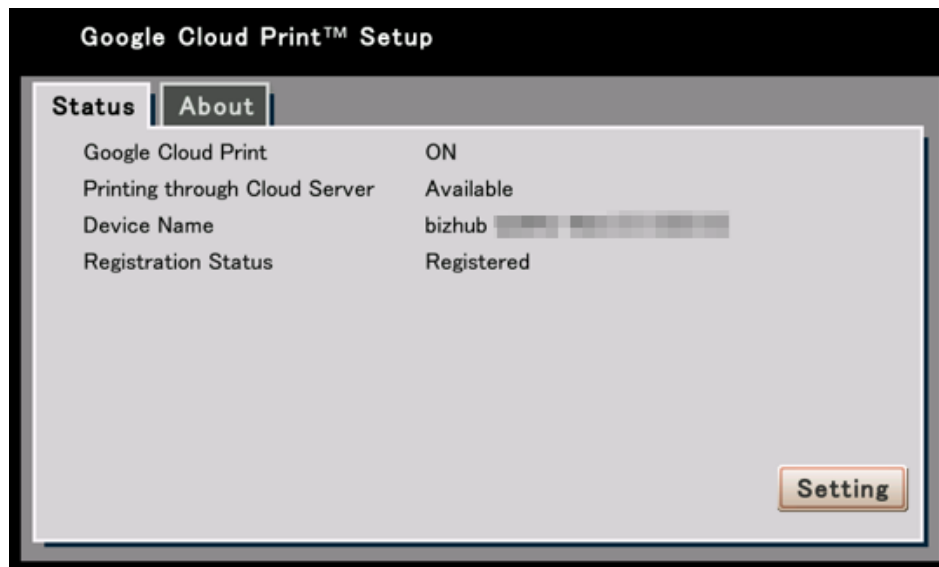 Google Cloud Print™ Setup
Status About
Google Cloud Print ON
Printing through Cloud Server Available
Device Name bizhub
Registration Status Registered
Setting